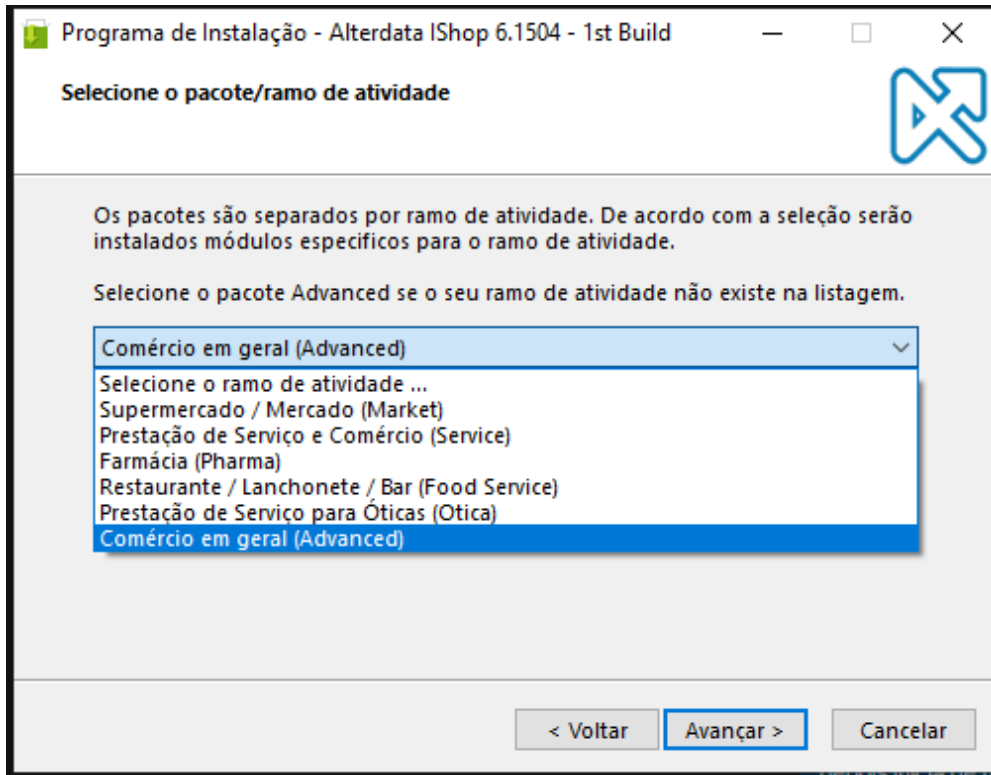 Programa de Instalação - Alterdata IShop 6.1504 - 1st Build
Selecione o pacote/ramo de atividade
Os pacotes são separados por ramo de atividade. De acordo com a seleção serão
instalados módulos especificos para o ramo de atividade.
Selecione o pacote Advanced se o seu ramo de atividade não existe na listagem.
Comércio em geral (Advanced)
Selecione o ramo de atividade ...
Supermercado / Mercado (Market)
Prestação de Serviço e Comércio (Service)
Farmácia (Pharma)
Restaurante / Lanchonete / Bar (Food Service)
Prestação de Serviço para Óticas (Otica)
Comércio em geral (Advanced)
< Voltar
Avançar >
Cancelar